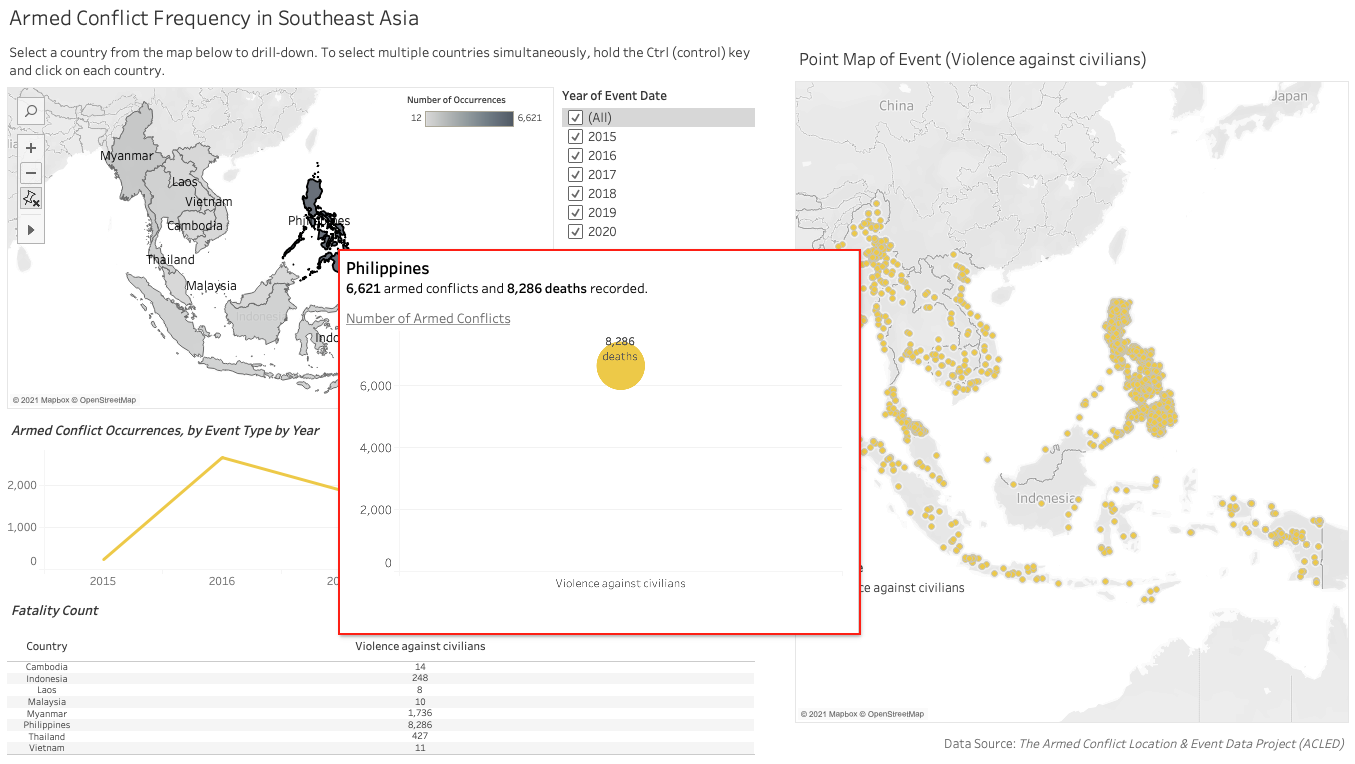 Armed Conflict Frequency in Southeast Asia
Select a country from the map below to drill-down. To select multiple countries simultaneously, hold the Ctrl (control) key
and click on each country.
Number of Occurrences
12 6,621
Myanmar
Laos
Vietnam
Cambodia
Philippines
Thailand
Malaysia
Indonesia
Indo
© 2021 Mapbox © OpenStreetMap
Year of Event Date
(All)
2015
2016
2017
2018
2019
2020
Philippines
6,621 armed conflicts and 8,286 deaths recorded.
Number of Armed Conflicts
8,286
deaths
6,000
4,000
2,000
0
Violence against civilians
Armed Conflict Occurrences, by Event Type by Year
2,000
1,000
0
2015 2016 20
Fatality Count
Country Violence against civilians
Cambodia 14
Indonesia 248
Laos 8
Malaysia 10
Myanmar 1,736
Philippines 8,286
Thailand 427
Vietnam 11
Point Map of Event (Violence against civilians)
China
Japan
Indonesia
e
ce against civilians
© 2021 Mapbox © OpenStreetMap
Data Source: The Armed Conflict Location & Event Data Project (ACLED)